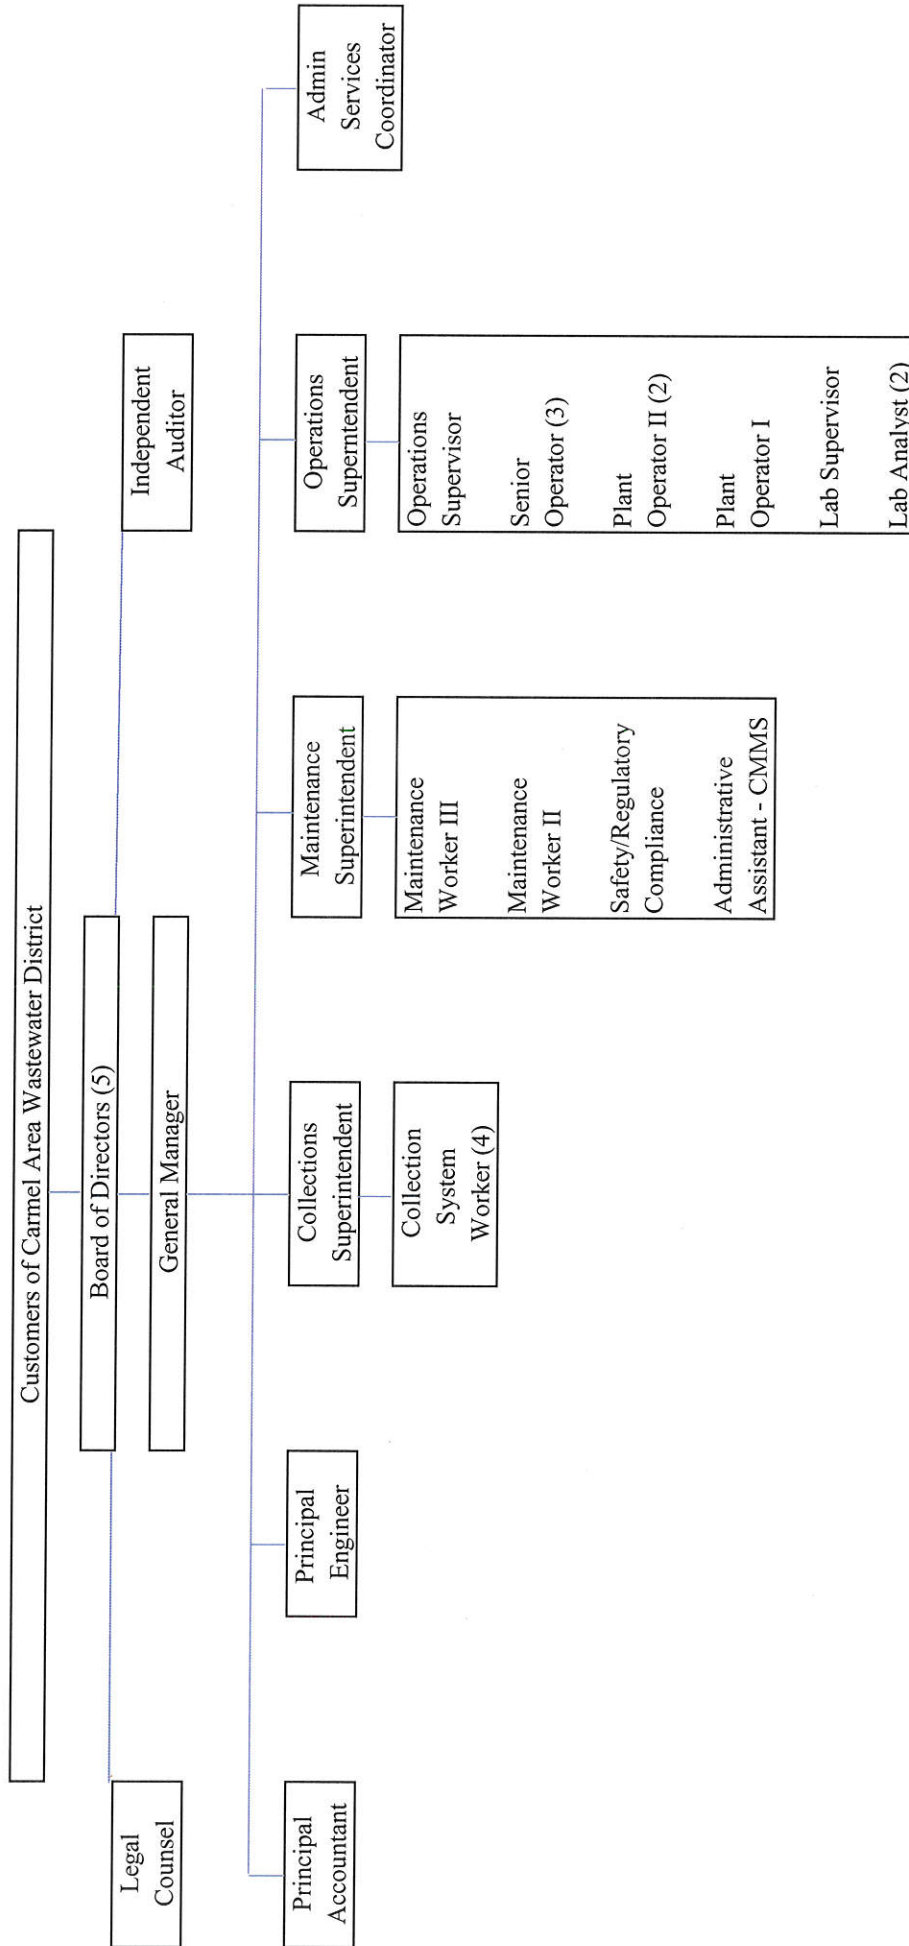 Customers of Carmel Area Wastewater District
Board of Directors (5)
Legal
Counsel
Independent
Auditor
General Manager
Principal
Accountant
Principal
Engineer
Collections
Superintendent
Maintenance
Superintendent
Operations
Superntendent
Admin
Services
Coordinator
Collection
System
Worker (4)
Maintenance
Worker III
Maintenance
Worker II
Safety/Regulatory
Compliance
Administrative
Assistant - CMMS
Operations
Supervisor
Senior
Operator (3)
Plant
Operator II (2)
Plant
Operator I
Lab Supervisor
Lab Analyst (2)